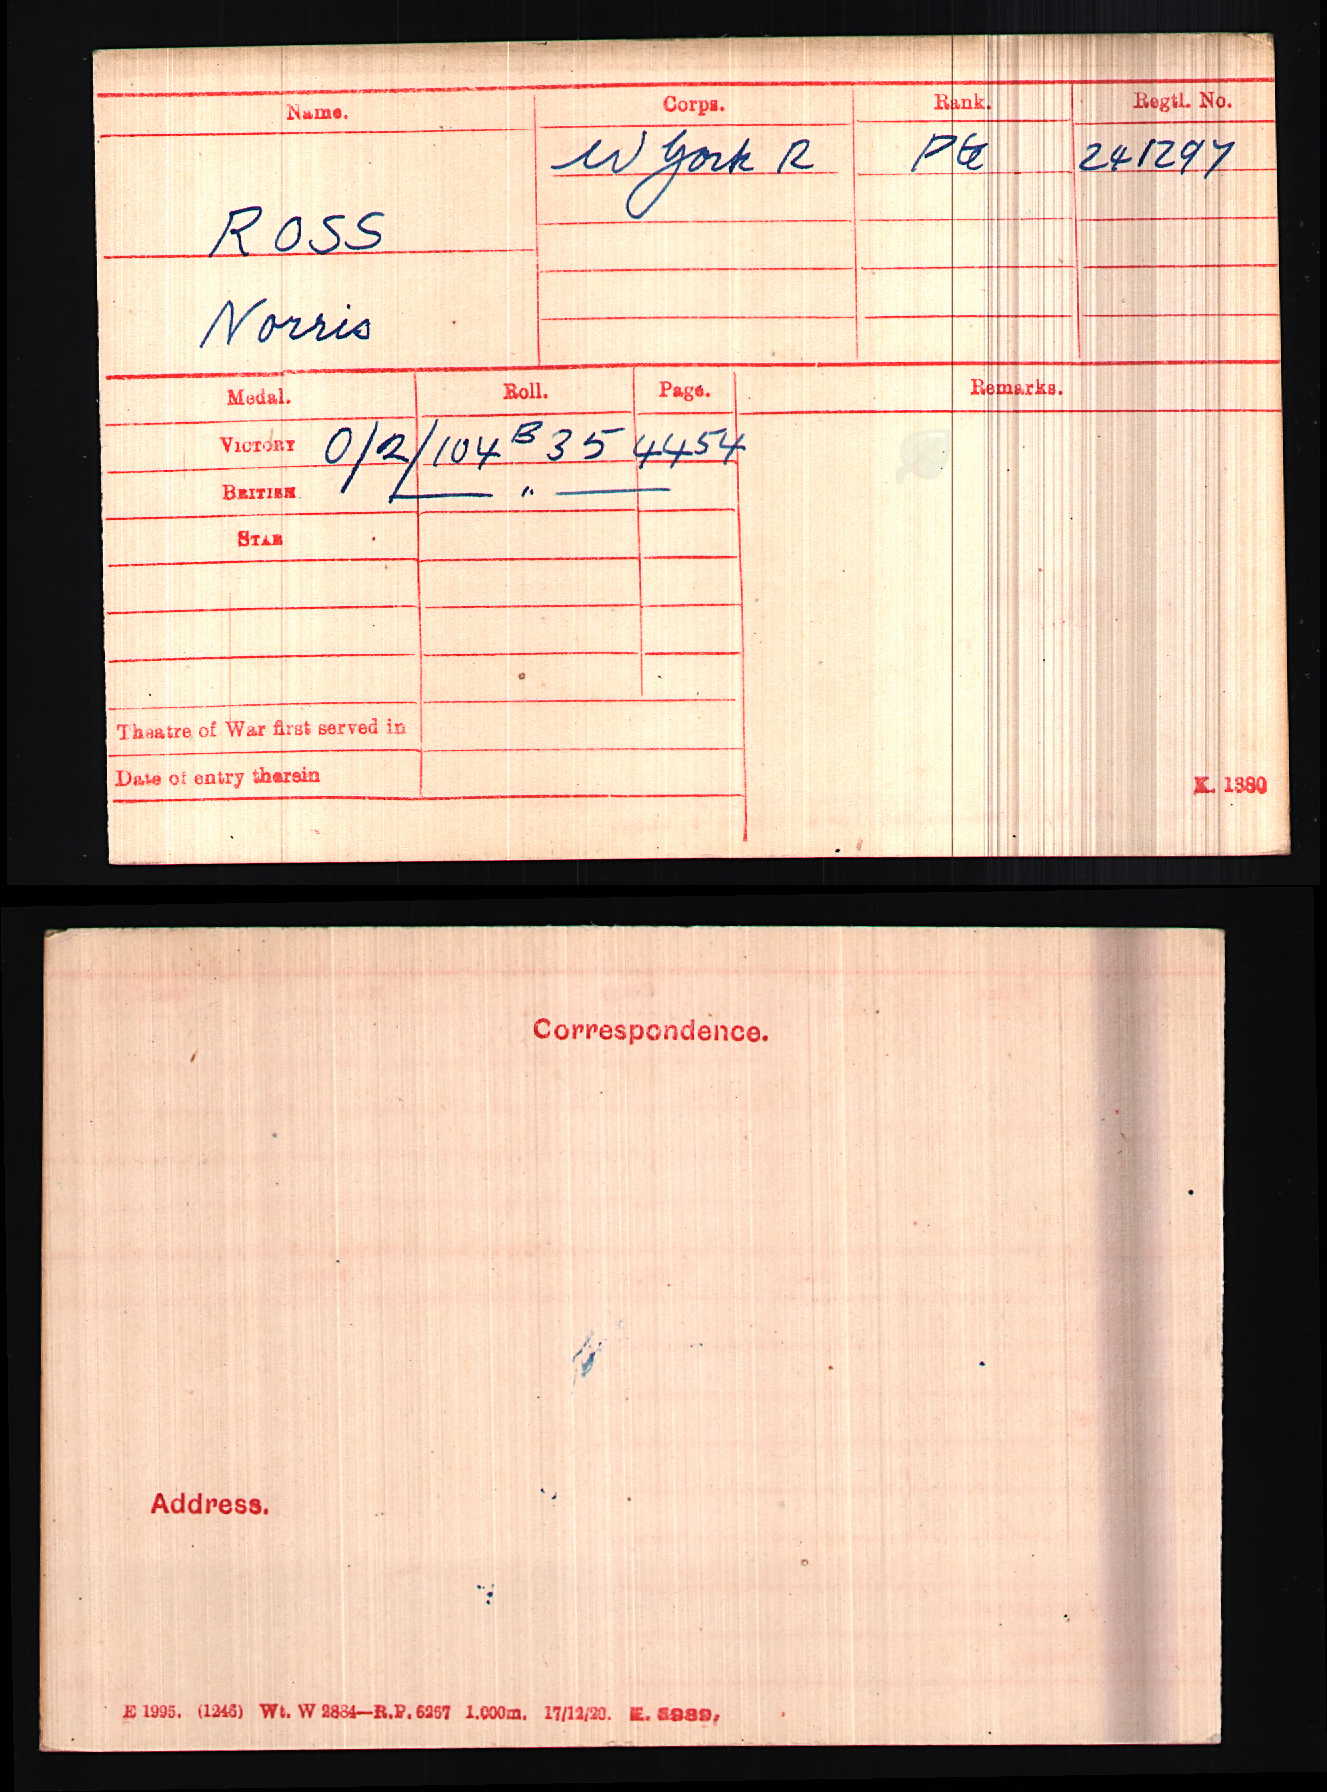 Name. Corps. Rank. Regtl. No.
W York R Pte 241297
ROSS
Norris
Medal. Roll. Page. Remarks.
VICTORY O/2/104 B 35 4454
BRITISH — " —
STAR
Theatre of War first served in
Date of entry therein
K. 1380
Correspondence.
Address.
E 1995. (1246) Wt. W 2884—R.P. 6267 1,000m. 17/12/20.